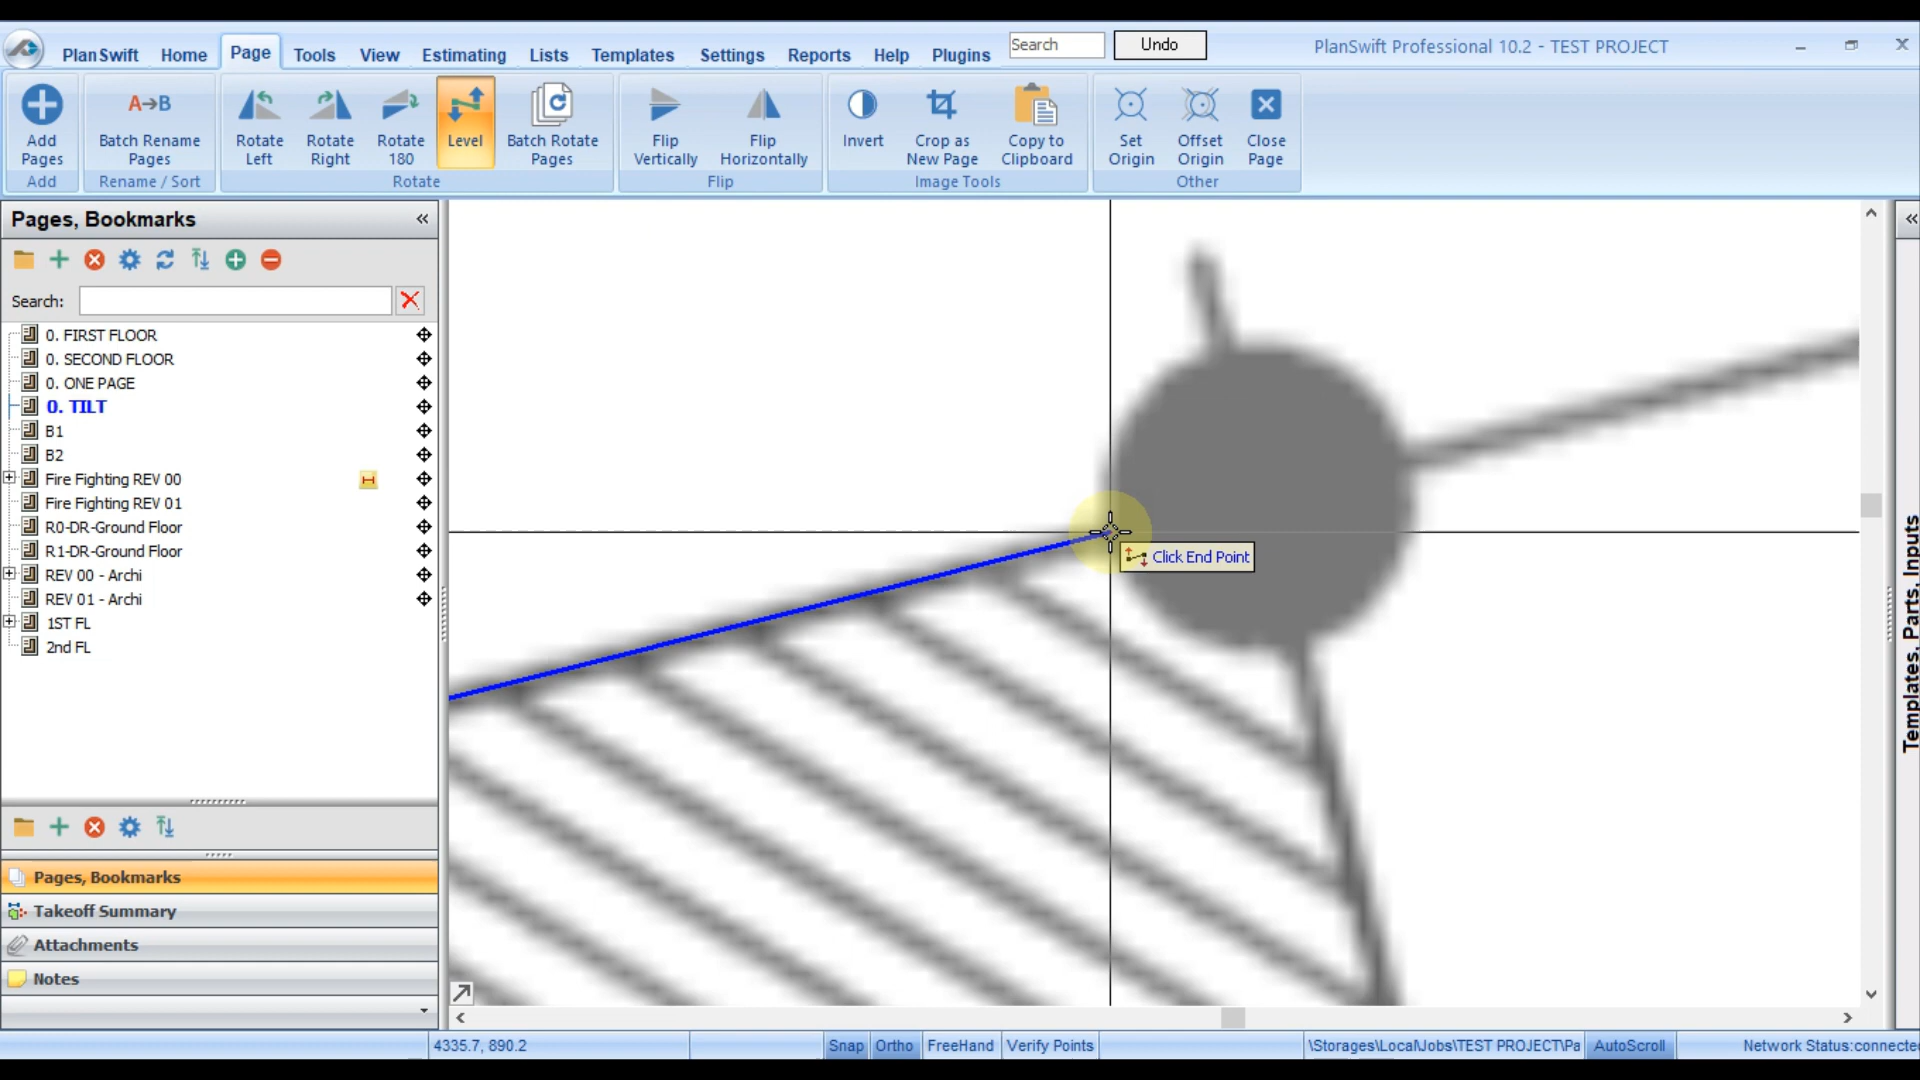 PlanSwift Home Page Tools View Estimating Lists Templates Settings Reports Help Plugins Search Undo PlanSwift Professional 10.2 - TEST PROJECT
Add Pages
A→B
Batch Rename Pages
Rotate Left
Rotate Right
Rotate 180
Level
Batch Rotate Pages
Flip Vertically
Flip Horizontally
Invert
Crop as New Page
Copy to Clipboard
Set Origin
Offset Origin
Close Page
Add Rename / Sort Rotate Flip Image Tools Other
Pages, Bookmarks
Search:
0. FIRST FLOOR
0. SECOND FLOOR
0. ONE PAGE
0. TILT
B1
B2
Fire Fighting REV 00
Fire Fighting REV 01
R0-DR-Ground Floor
R1-DR-Ground Floor
REV 00 - Archi
REV 01 - Archi
1ST FL
2nd FL
Click End Point
Templates, Parts, Inputs
Pages, Bookmarks
Takeoff Summary
Attachments
Notes
4335.7, 890.2 Snap Ortho FreeHand Verify Points \Storages\Local\Jobs\TEST PROJECT\Pa AutoScroll Network Status:connecte